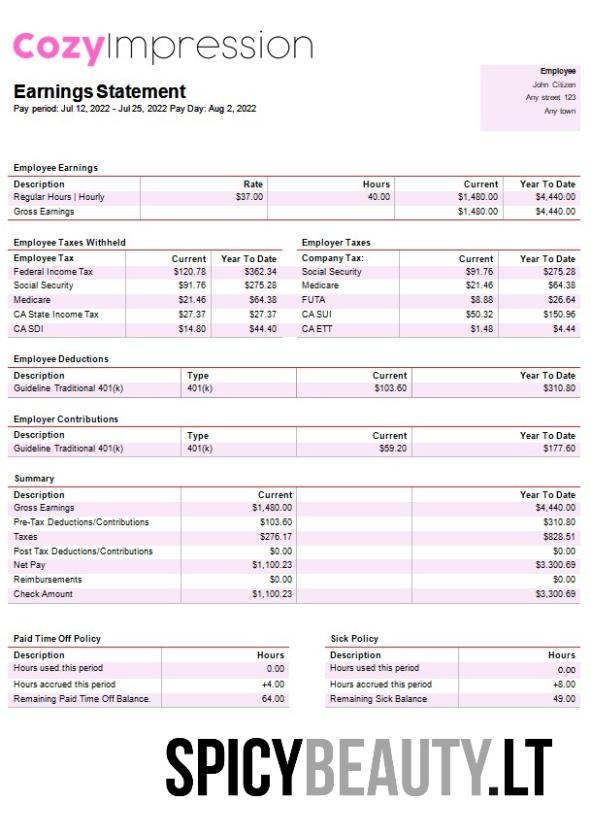 CozyImpression
Earnings Statement
Pay period: Jul 12, 2022 - Jul 25, 2022 Pay Day: Aug 2, 2022
Employee
John Citizen
Any street 123
Any town
Employee Earnings
Description Rate Hours Current Year To Date
Regular Hours | Hourly $37.00 40.00 $1,480.00 $4,440.00
Gross Earnings $1,480.00 $4,440.00
Employee Taxes Withheld
Employee Tax Current Year To Date
Federal Income Tax $120.78 $362.34
Social Security $91.76 $275.28
Medicare $21.46 $64.38
CA State Income Tax $27.37 $27.37
CA SDI $14.80 $44.40
Employer Taxes
Company Tax: Current Year To Date
Social Security $91.76 $275.28
Medicare $21.46 $64.38
FUTA $8.88 $26.64
CA SUI $50.32 $150.96
CA ETT $1.48 $4.44
Employee Deductions
Description Type Current Year To Date
Guideline Traditional 401(k) 401(k) $103.60 $310.80
Employer Contributions
Description Type Current Year To Date
Guideline Traditional 401(k) 401(k) $59.20 $177.60
Summary
Description Current Year To Date
Gross Earnings $1,480.00 $4,440.00
Pre-Tax Deductions/Contributions $103.60 $310.80
Taxes $276.17 $828.51
Post Tax Deductions/Contributions $0.00 $0.00
Net Pay $1,100.23 $3.300.69
Reimbursements $0.00 $0.00
Check Amount $1,100.23 $3,300.69
Paid Time Off Policy
Description Hours
Hours used this period 0.00
Hours accrued this period +4.00
Remaining Paid Time Off Balance. 64.00
Sick Policy
Description Hours
Hours used this period 0.00
Hours accrued this period +8.00
Remaining Sick Balance 49.00
SPICYBEAUTY.LT